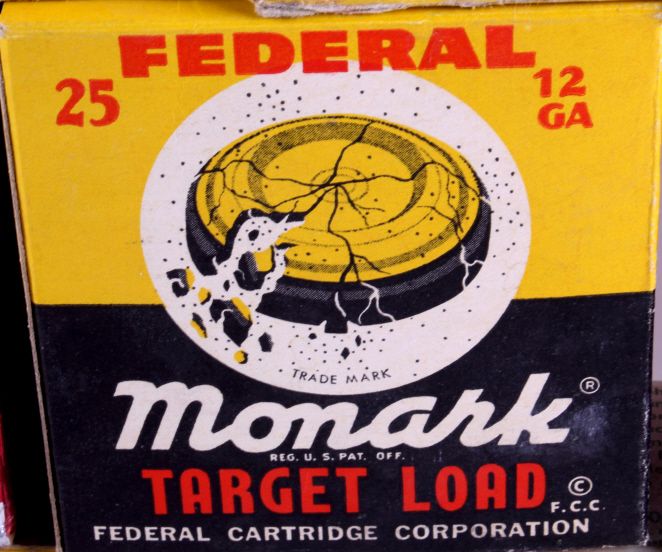 FEDERAL
25
12
GA
TRADE MARK
Monark ®
REG. U. S. PAT. OFF.
TARGET LOAD ©
F.C.C.
FEDERAL CARTRIDGE CORPORATION